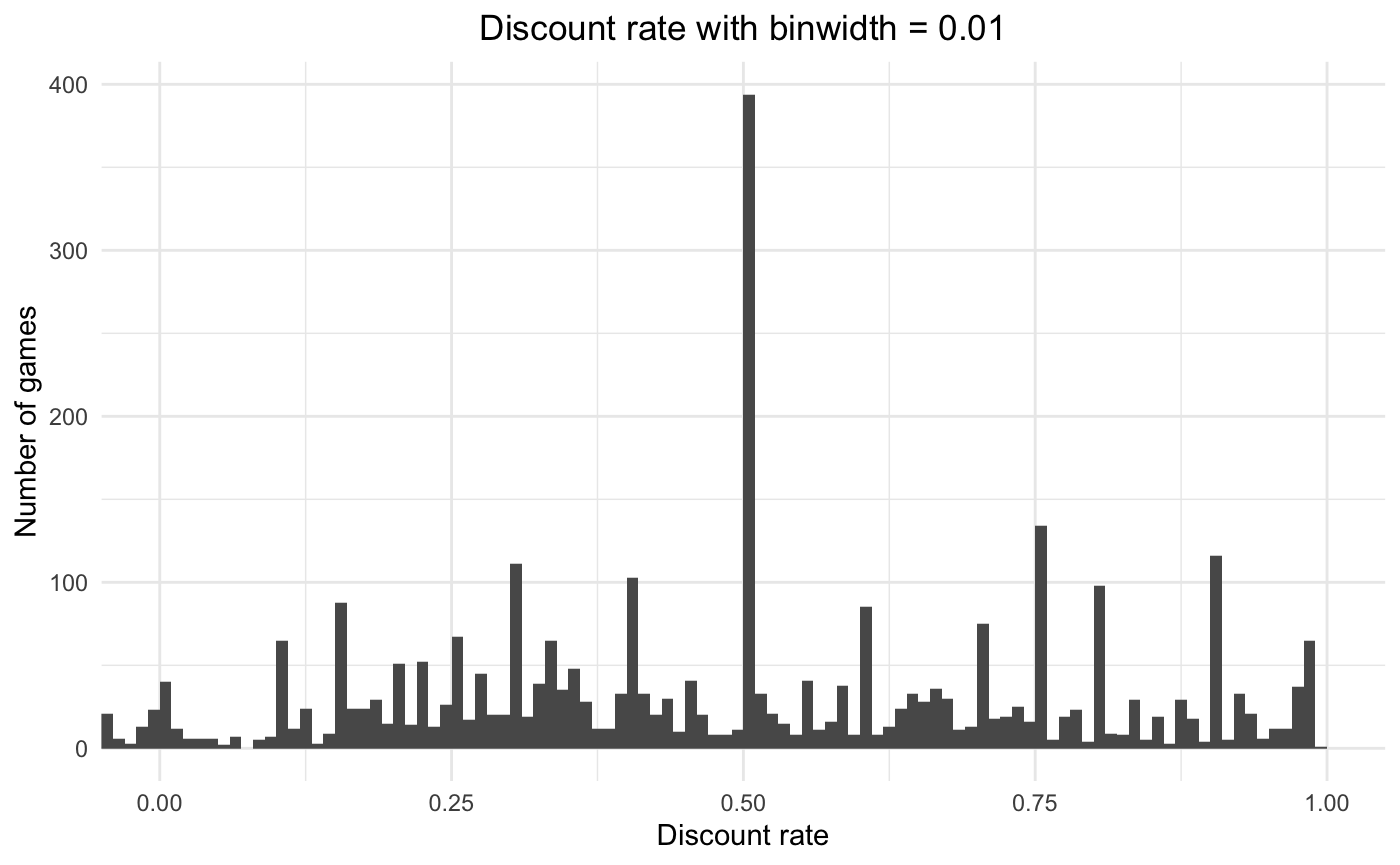 Discount rate with binwidth = 0.01
400
300
200
100
0
Number of games
0.00 0.25 0.50 0.75 1.00
Discount rate